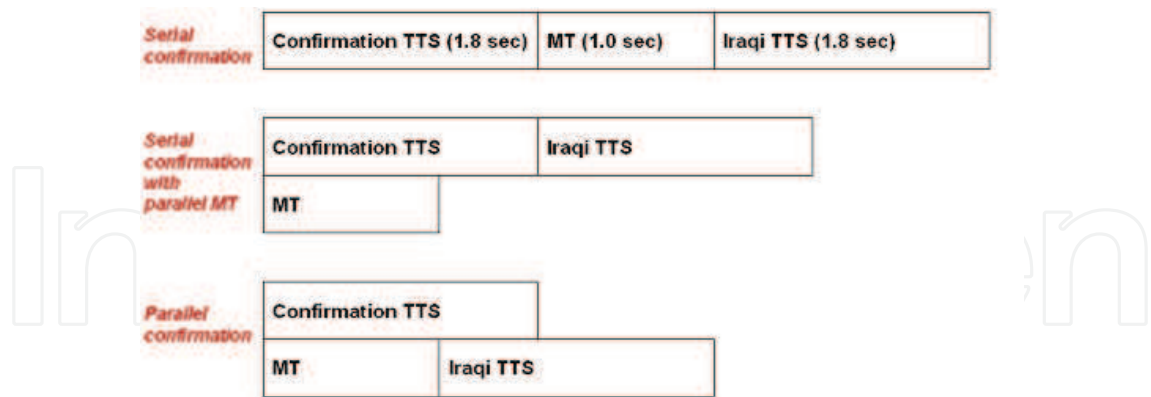 Serial
confirmation
Confirmation TTS (1.8 sec)
MT (1.0 sec)
Iraqi TTS (1.8 sec)
Serial
confirmation
with
parallel MT
Confirmation TTS
Iraqi TTS
MT
Parallel
confirmation
Confirmation TTS
MT
Iraqi TTS